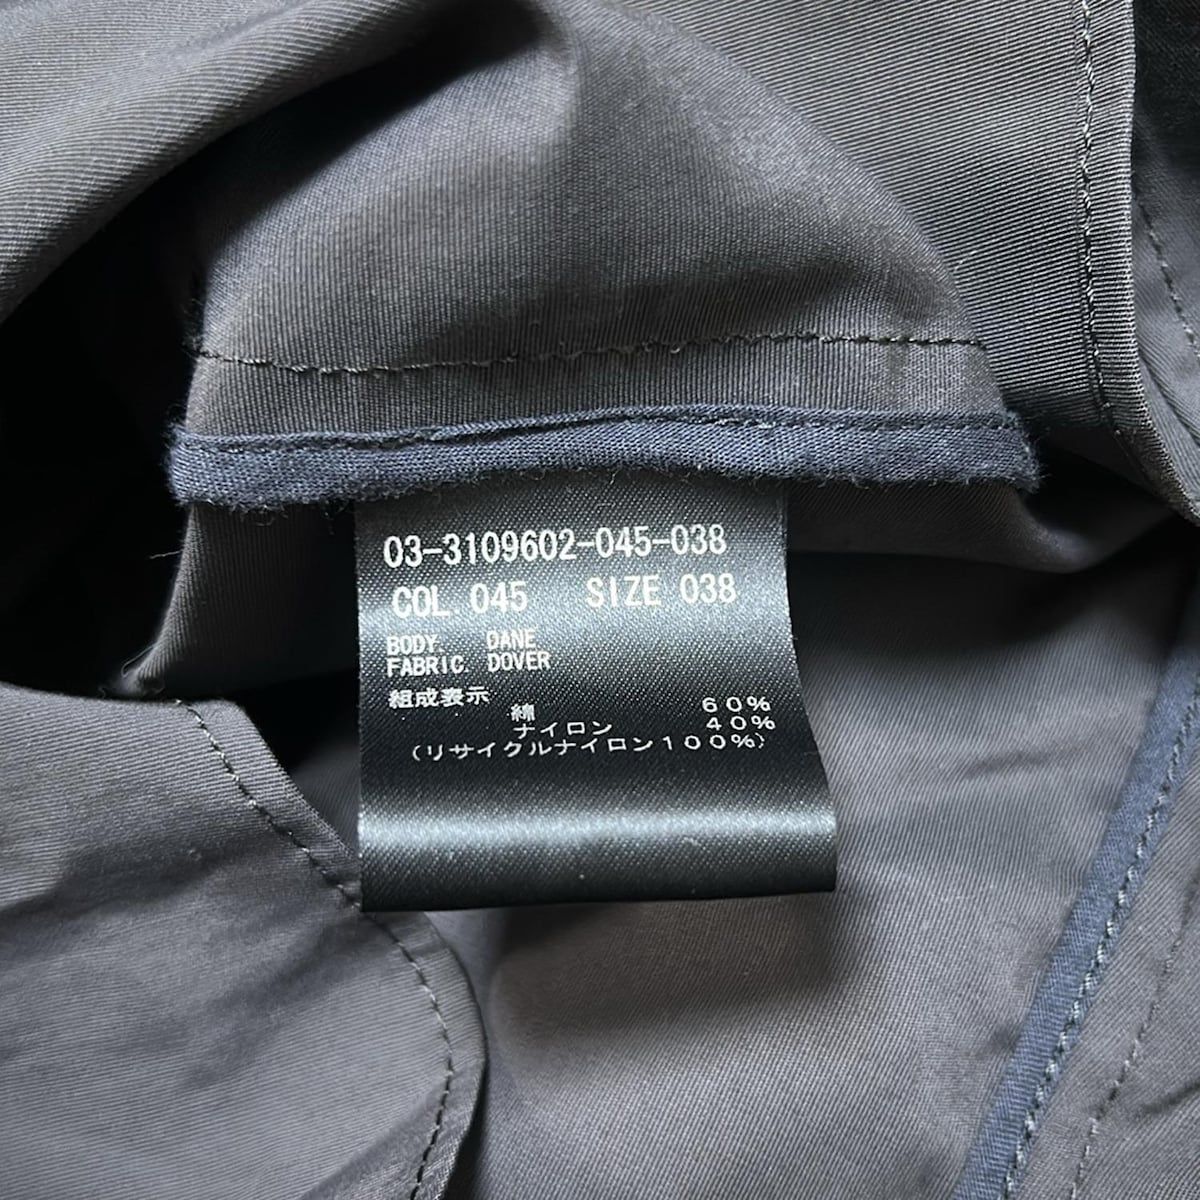 03-3109602-045-038
COL 045 SIZE 038
BODY. DANE
FABRIC. DOVER
組成表示
綿 60%
ナイロン 40%
(リサイクルナイロン100%)